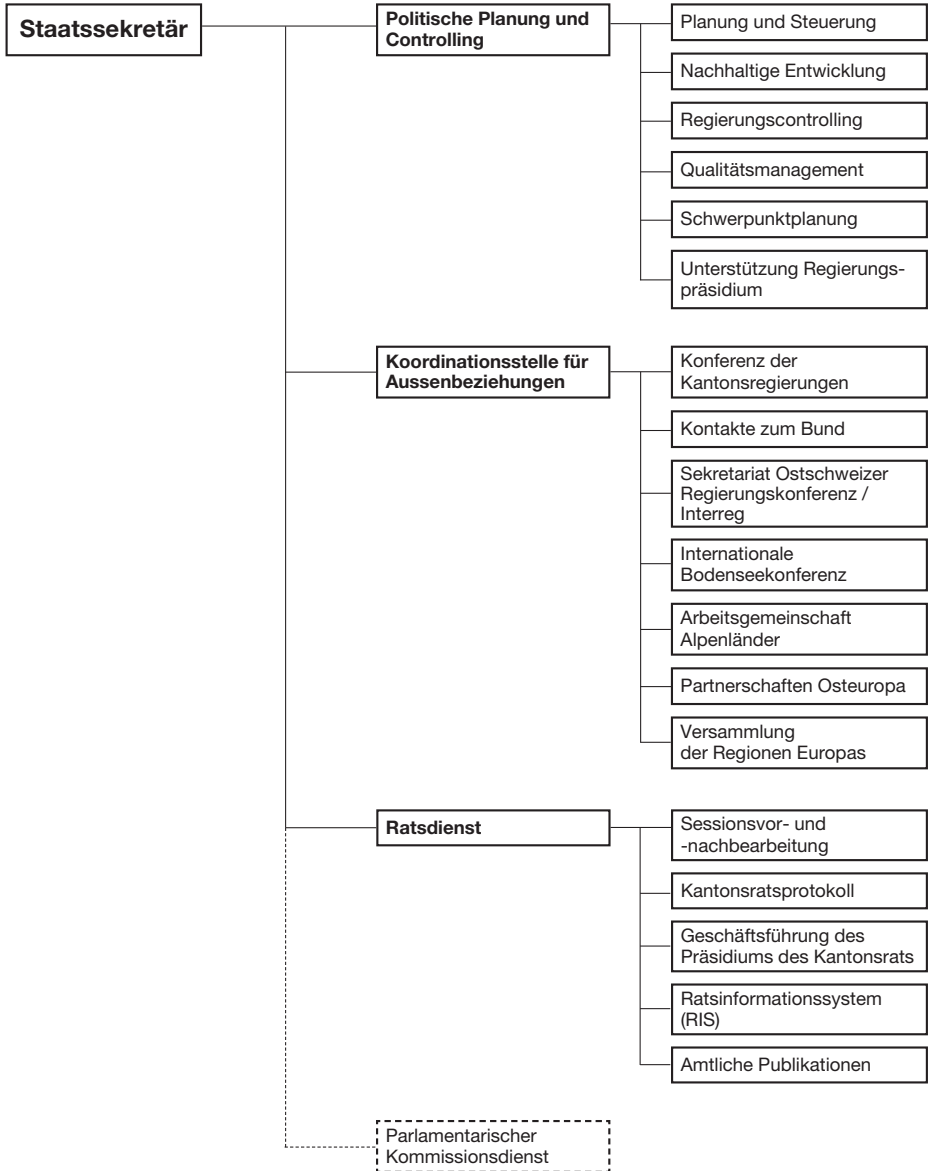 Staatssekretär
Politische Planung und
Controlling
Planung und Steuerung
Nachhaltige Entwicklung
Regierungscontrolling
Qualitätsmanagement
Schwerpunktplanung
Unterstützung Regierungs-
präsidium
Koordinationsstelle für
Aussenbeziehungen
Konferenz der
Kantonsregierungen
Kontakte zum Bund
Sekretariat Ostschweizer
Regierungskonferenz /
Interreg
Internationale
Bodenseekonferenz
Arbeitsgemeinschaft
Alpenländer
Partnerschaften Osteuropa
Versammlung
der Regionen Europas
Ratsdienst
Sessionsvor- und
-nachbearbeitung
Kantonsratsprotokoll
Geschäftsführung des
Präsidiums des Kantonsrats
Ratsinformationssystem
(RIS)
Amtliche Publikationen
Parlamentarischer
Kommissionsdienst